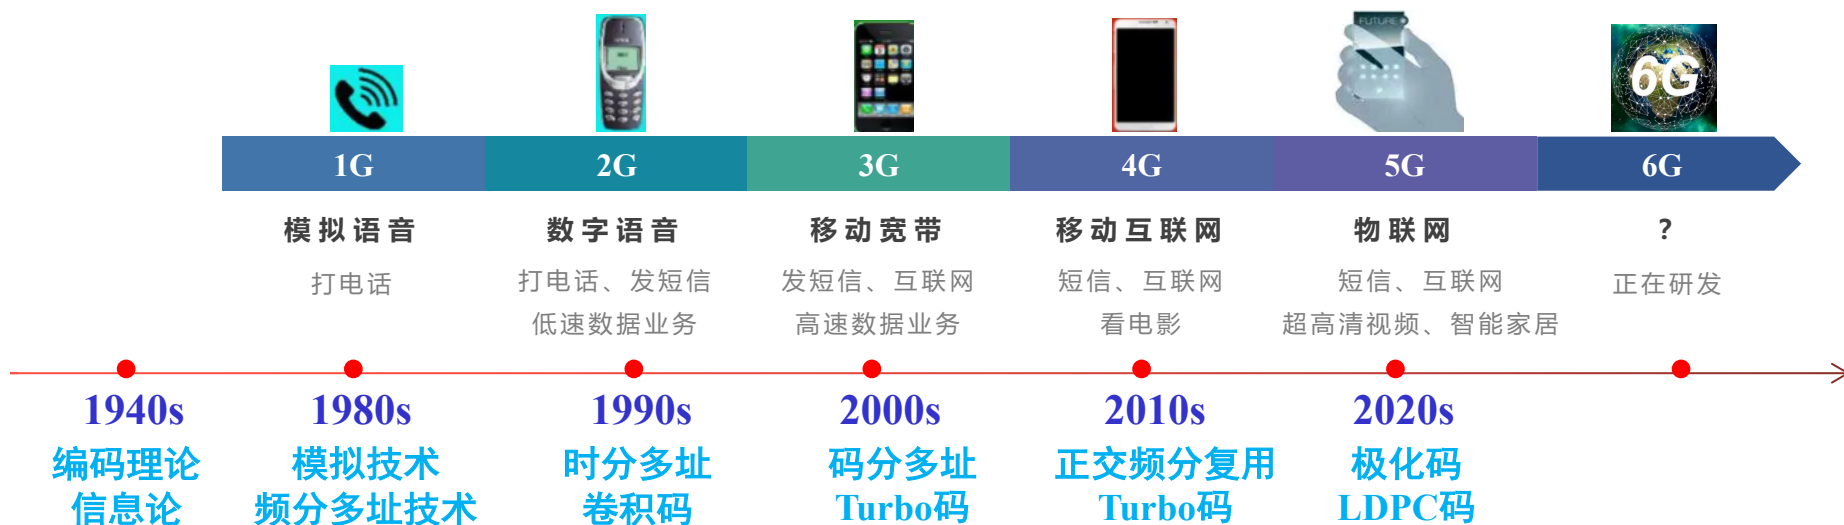 FUTURE
6G
1G 2G 3G 4G 5G 6G
模拟语音 数字语音 移动宽带 移动互联网 物联网 ?
打电话 打电话、发短信 发短信、互联网 短信、互联网 短信、互联网 正在研发
低速数据业务 高速数据业务 看电影 超高清视频、智能家居
1940s 1980s 1990s 2000s 2010s 2020s
编码理论 模拟技术 时分多址 码分多址 正交频分复用 极化码
信息论 频分多址技术 卷积码 Turbo码 Turbo码 LDPC码